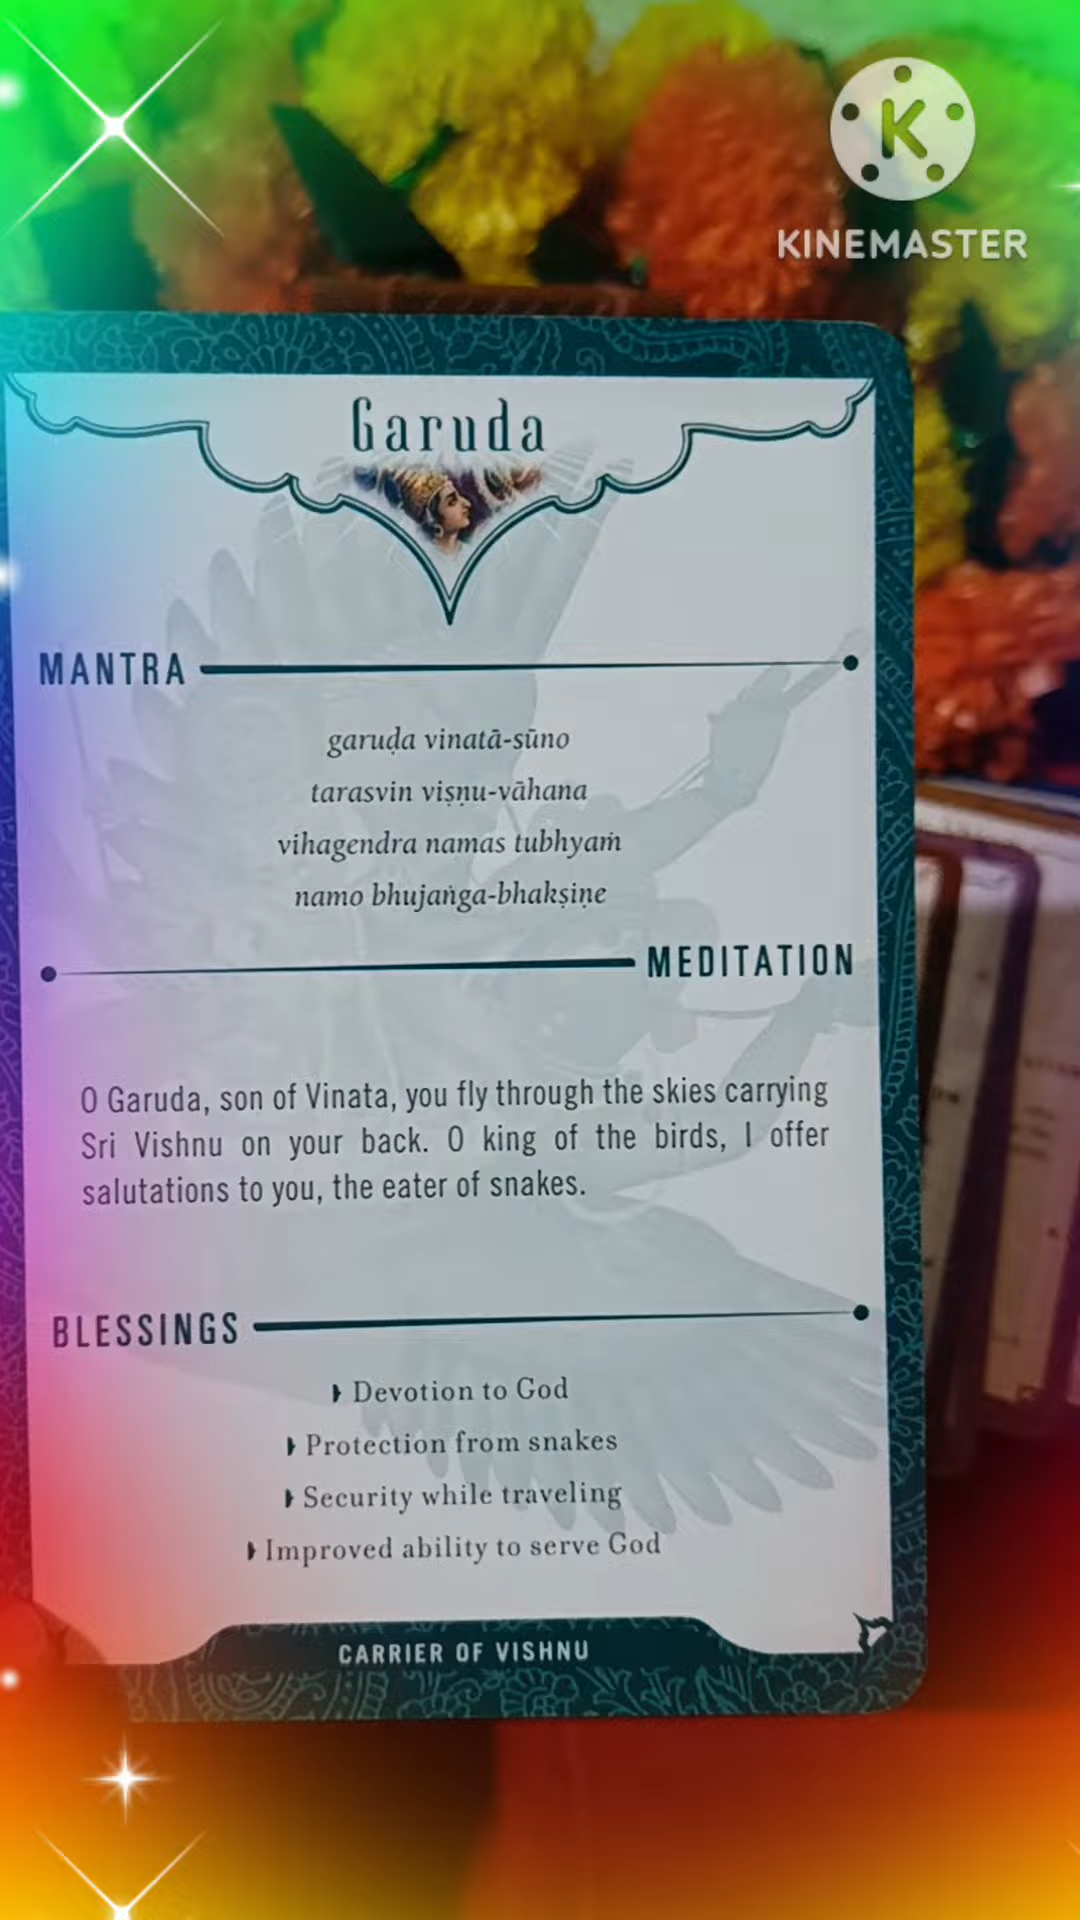 K
KINEMASTER
Garuda
MANTRA
garuḍa vinatā-sūno
tarasvin viṣṇu-vāhana
vihagendra namas tubhyaṁ
namo bhujaṅga-bhakṣiṇe
MEDITATION
O Garuda, son of Vinata, you fly through the skies carrying
Sri Vishnu on your back. O king of the birds, I offer
salutations to you, the eater of snakes.
BLESSINGS
Devotion to God
Protection from snakes
Security while traveling
Improved ability to serve God
CARRIER OF VISHNU